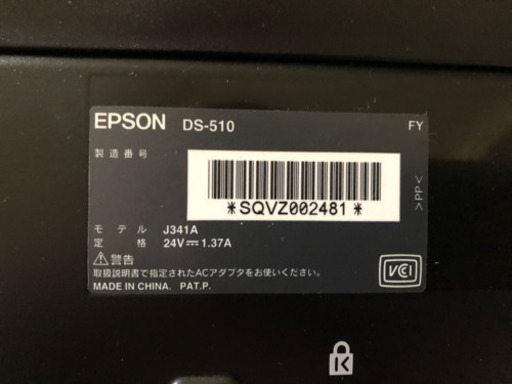 EPSON DS-510 FY
製造番号
*SQVZ002481*
>PP<
モデル J341A
定格 24V⎓1.37A
⚠警告
取扱説明書で指定されたACアダプタをお使いください。
MADE IN CHINA. PAT.P.
VCI
K